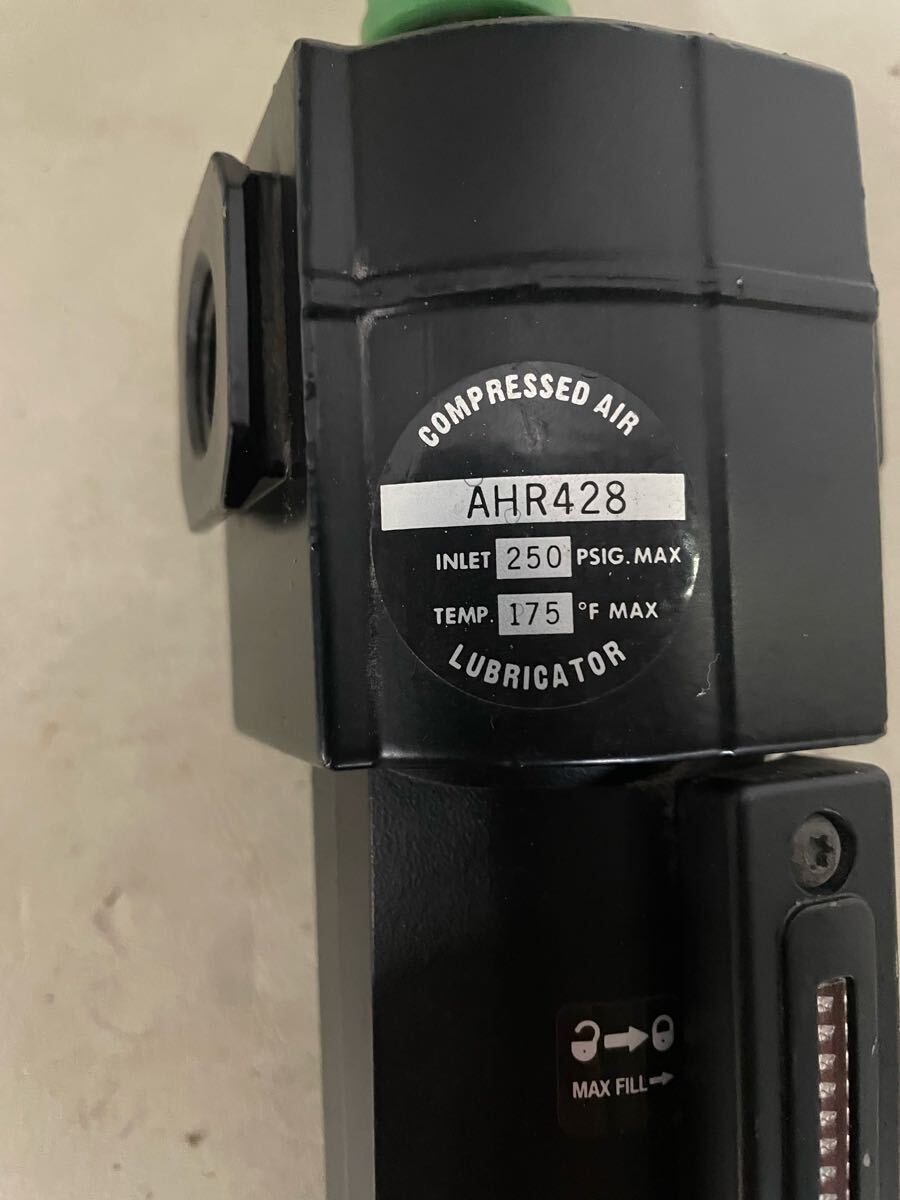 COMPRESSED AIR
AHR428
INLET 250 PSIG. MAX
TEMP. 175 °F MAX
LUBRICATOR
MAX FILL→